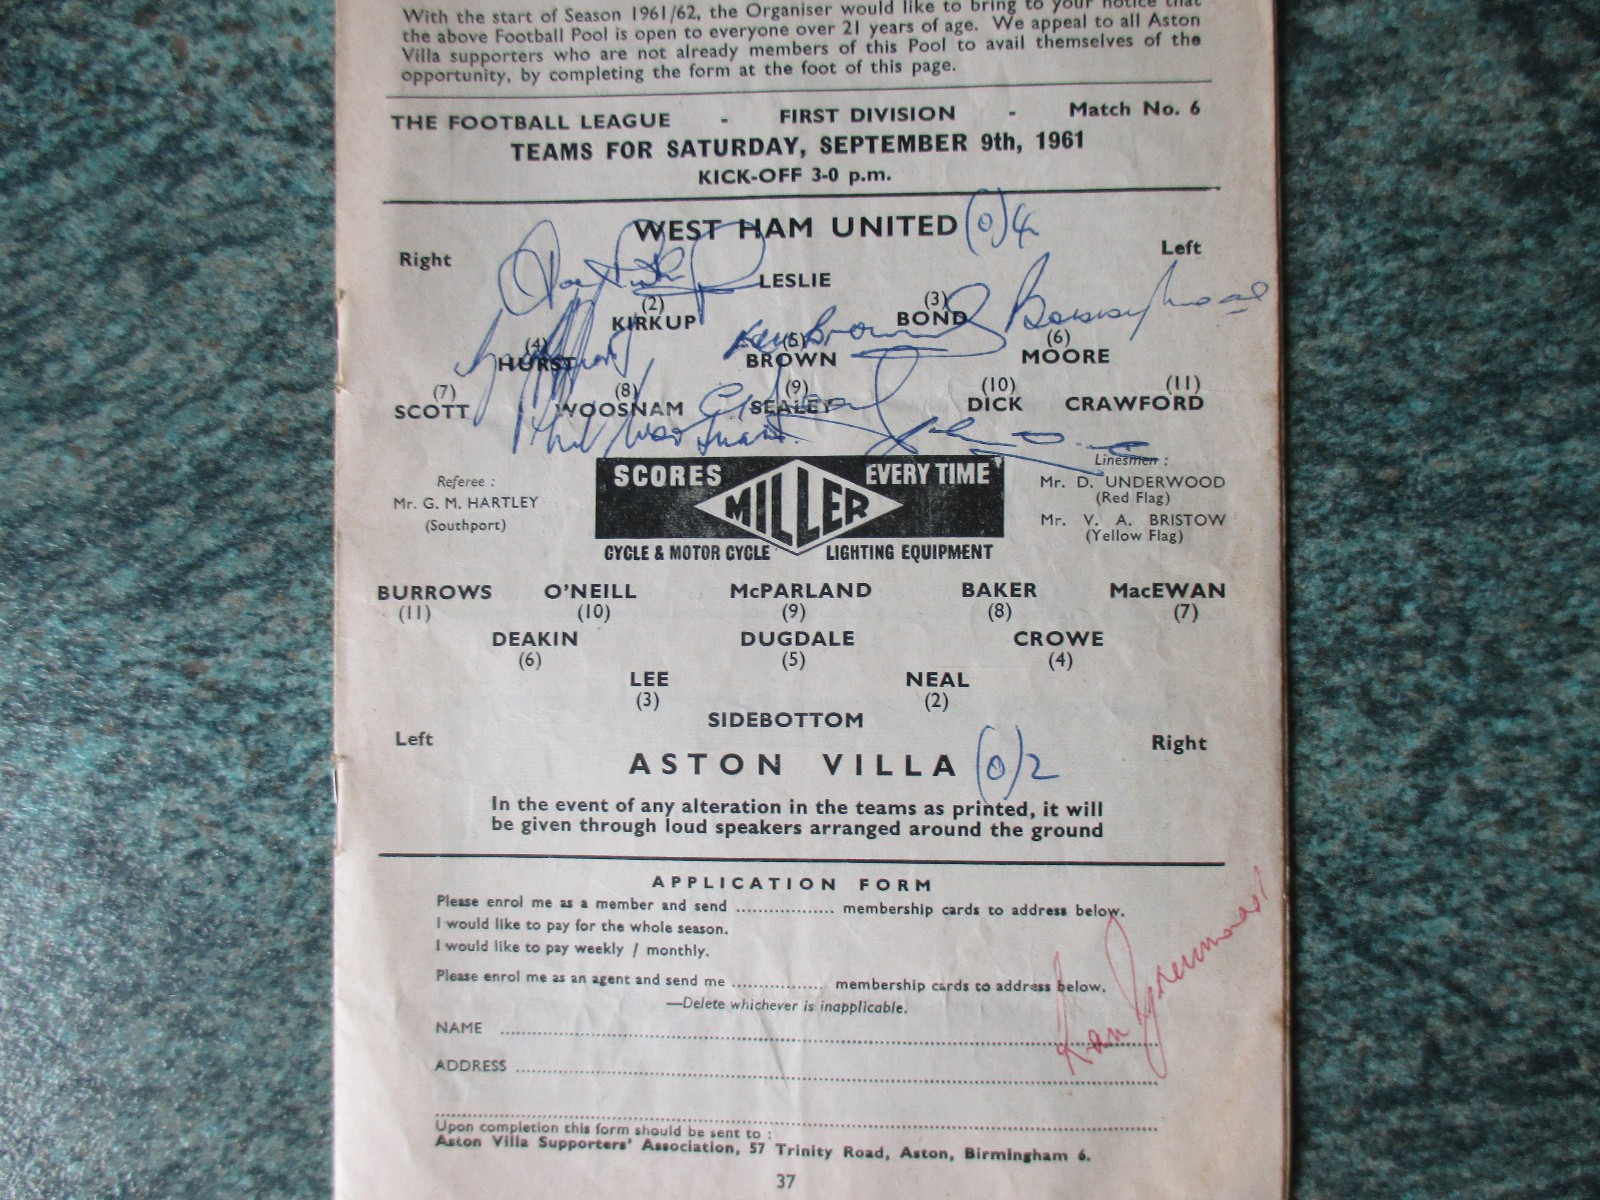 With the start of Season 1961/62, the Organiser would like to bring to your notice that
the above Football Pool is open to everyone over 21 years of age. We appeal to all Aston
Villa supporters who are not already members of this Pool to avail themselves of the
opportunity, by completing the form at the foot of this page.
THE FOOTBALL LEAGUE - FIRST DIVISION - Match No. 6
TEAMS FOR SATURDAY, SEPTEMBER 9th, 1961
KICK-OFF 3-0 p.m.
WEST HAM UNITED (0) 4
Right Left
LESLIE
(2) (3)
KIRKUP BOND
Bobby Moore
(4) (5) (6)
HURST BROWN MOORE
Ken Brown
(7) (8) (9) (10) (11)
SCOTT WOOSNAM SEALEY DICK CRAWFORD
Phil Woosnam
Referee :
Mr. G. M. HARTLEY
(Southport)
SCORES EVERY TIME
MILLER
CYCLE & MOTOR CYCLE LIGHTING EQUIPMENT
Linesmen :
Mr. D. UNDERWOOD
(Red Flag)
Mr. V. A. BRISTOW
(Yellow Flag)
BURROWS O'NEILL McPARLAND BAKER MacEWAN
(11) (10) (9) (8) (7)
DEAKIN DUGDALE CROWE
(6) (5) (4)
LEE NEAL
(3) (2)
SIDEBOTTOM
Left Right
ASTON VILLA (0) 2
In the event of any alteration in the teams as printed, it will
be given through loud speakers arranged around the ground
APPLICATION FORM
Please enrol me as a member and send .................. membership cards to address below.
I would like to pay for the whole season.
I would like to pay weekly / monthly.
Please enrol me as an agent and send me ................. membership cards to address below.
—Delete whichever is inapplicable.
NAME
ADDRESS
Upon completion this form should be sent to :
Aston Villa Supporters' Association, 57 Trinity Road, Aston, Birmingham 6.
37